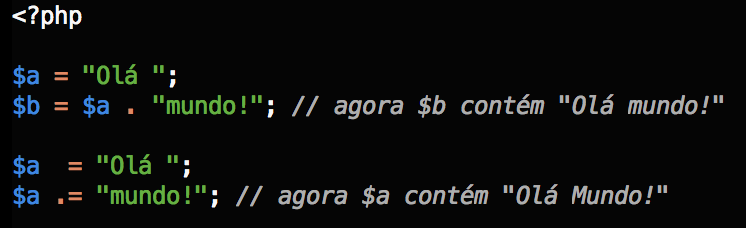 <?php
$a = "Olá ";
$b = $a . "mundo!"; // agora $b contém "Olá mundo!"
$a  = "Olá ";
$a .= "mundo!"; // agora $a contém "Olá Mundo!"